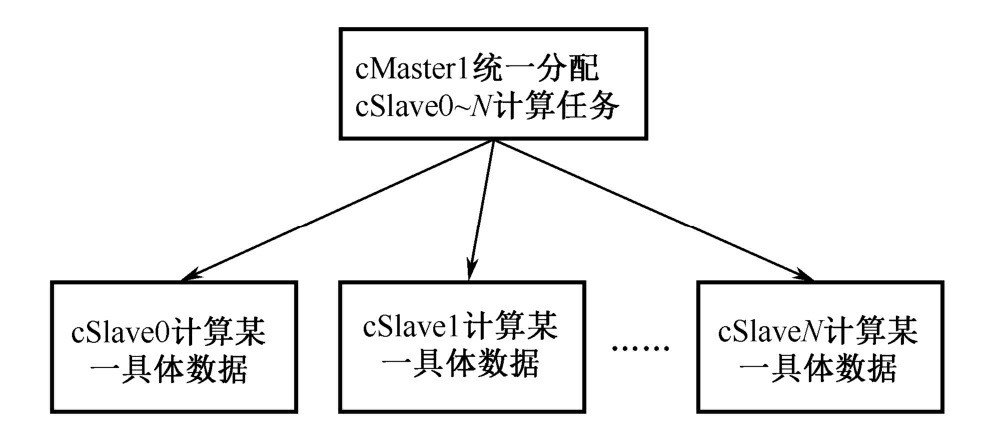 cMaster1统一分配
cSlave0~N计算任务
cSlave0计算某
一具体数据
cSlave1计算某
一具体数据
……
cSlaveN计算某
一具体数据